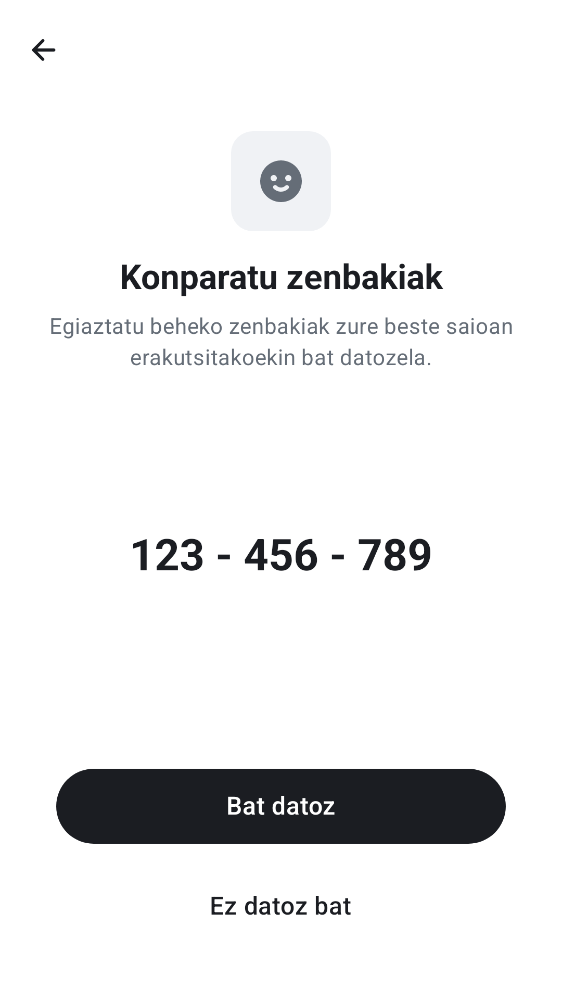 Konparatu zenbakiak
Egiaztatu beheko zenbakiak zure beste saioan
erakutsitakoekin bat datozela.
123 - 456 - 789
Bat datoz
Ez datoz bat